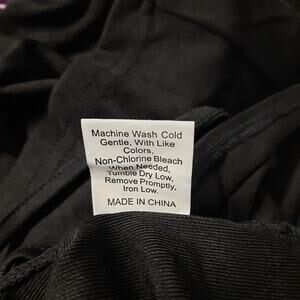 Machine Wash Cold
Gentle, With Like
Colors,
Non-Chlorine Bleach
When Needed,
Tumble Dry Low,
Remove Promptly,
Iron Low.
MADE IN CHINA